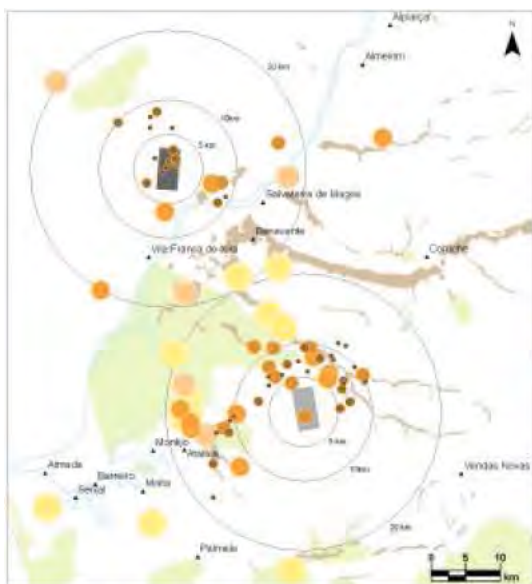 Alpiarça
N
Almeirim
20 km
10km
5 km
Salvaterra de Magos
Benavente
Vila Franca de Xira
Coruche
5 km
10km
20 km
Montijo
Atalaia
Almada
Barreiro
Seixal
Moita
Vendas Novas
Palmela
0 5 10
km